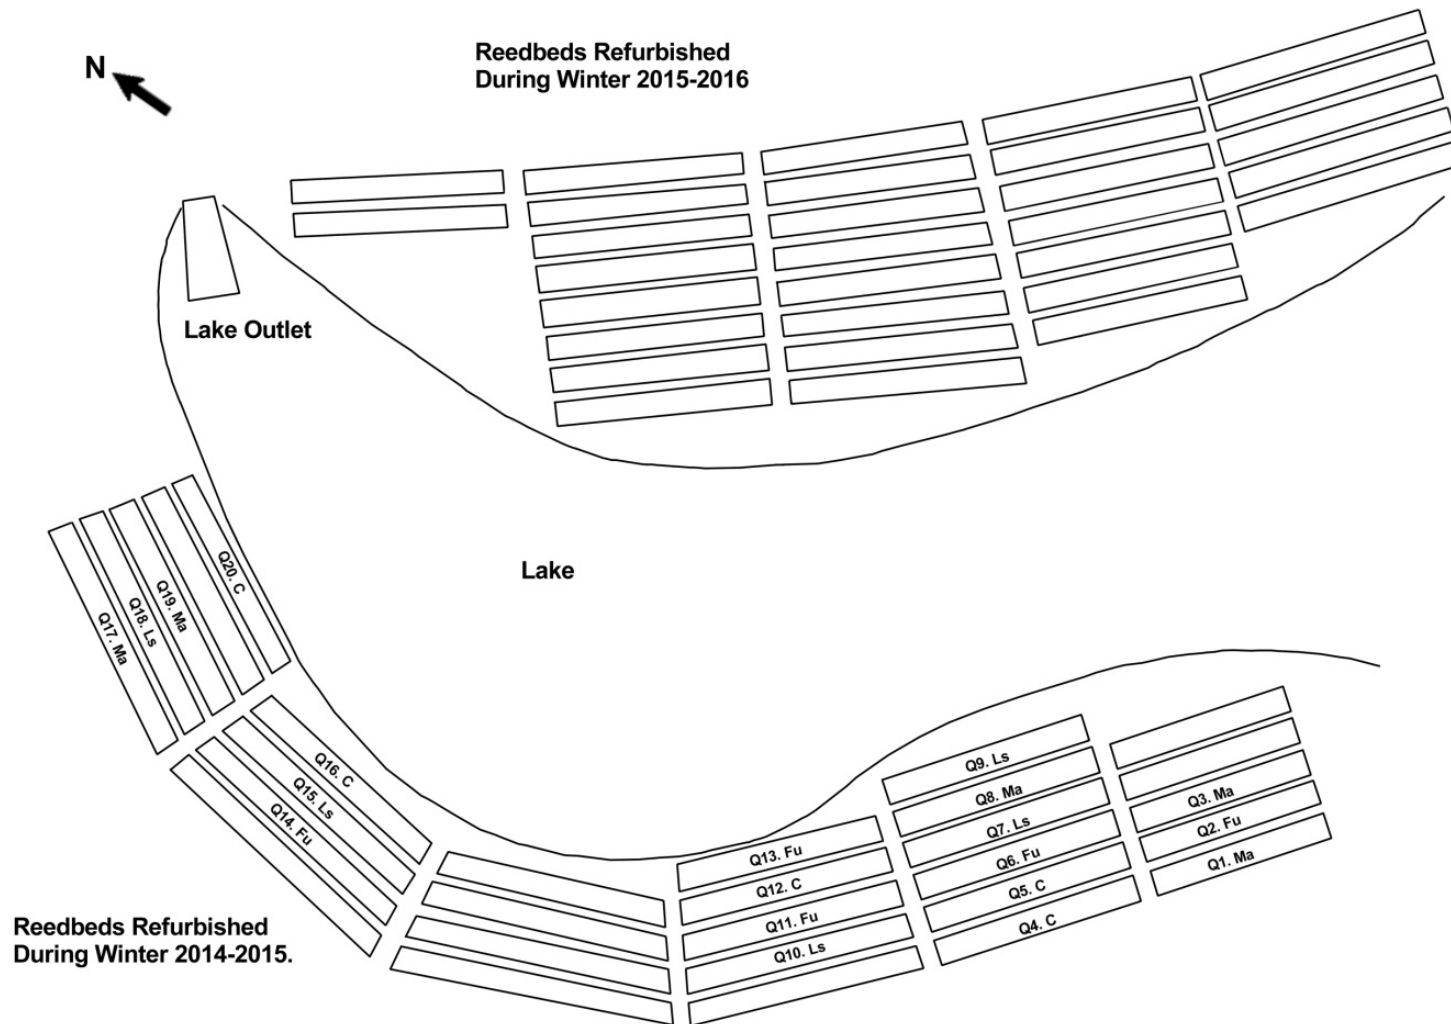 Reedbeds Refurbished
During Winter 2015-2016
N
Lake Outlet
Lake
Q20. C
Q19. Ma
Q18. Ls
Q17. Ma
Q16. C
Q15. Ls
Q14. Fu
Q13. Fu
Q12. C
Q11. Fu
Q10. Ls
Q9. Ls
Q8. Ma
Q7. Ls
Q6. Fu
Q5. C
Q4. C
Q3. Ma
Q2. Fu
Q1. Ma
Reedbeds Refurbished
During Winter 2014-2015.